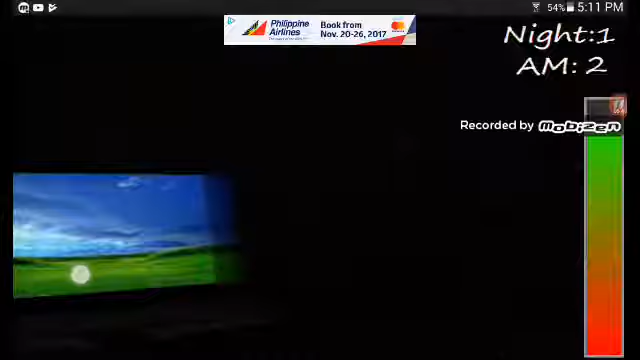 54% 5:11 PM
Philippine Airlines
Book from
Nov. 20-26, 2017
Night:1
AM: 2
Recorded by mobizen